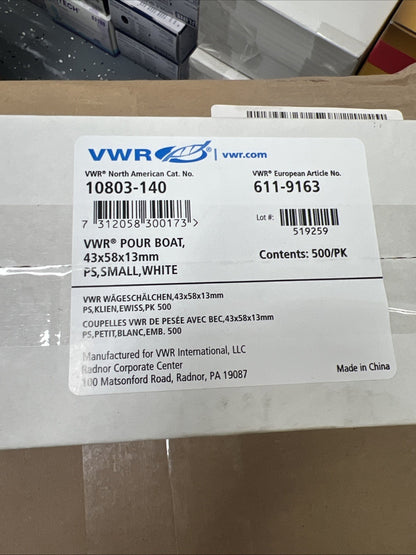 VWR® | vwr.com
VWR® North American Cat. No.
10803-140
VWR® European Article No.
611-9163
7 312058 300173 >
Lot #:
519259
VWR® POUR BOAT,
43x58x13mm
PS,SMALL,WHITE
Contents: 500/PK
VWR WÄGESCHÄLCHEN,43x58x13mm
PS,KLIEN,EWISS,PK 500
COUPELLES VWR DE PESÉE AVEC BEC,43x58x13mm
PS,PETIT,BLANC,EMB. 500
Manufactured for VWR International, LLC
Radnor Corporate Center
100 Matsonford Road, Radnor, PA 19087
Made in China